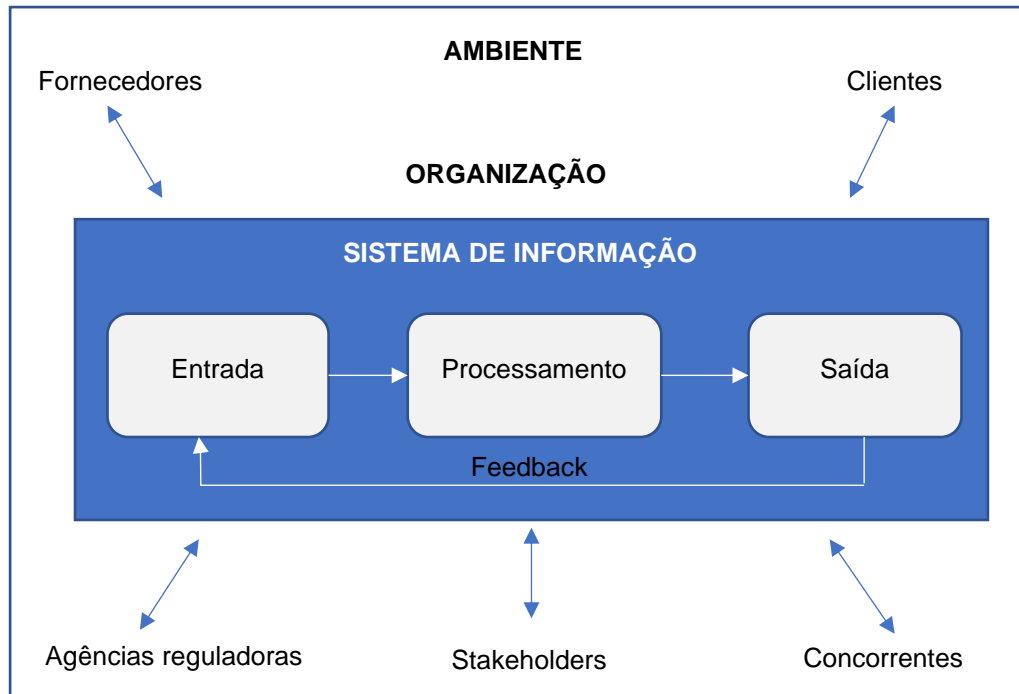 AMBIENTE
Fornecedores
Clientes
ORGANIZAÇÃO
SISTEMA DE INFORMAÇÃO
Entrada
Processamento
Saída
Feedback
Agências reguladoras
Stakeholders
Concorrentes